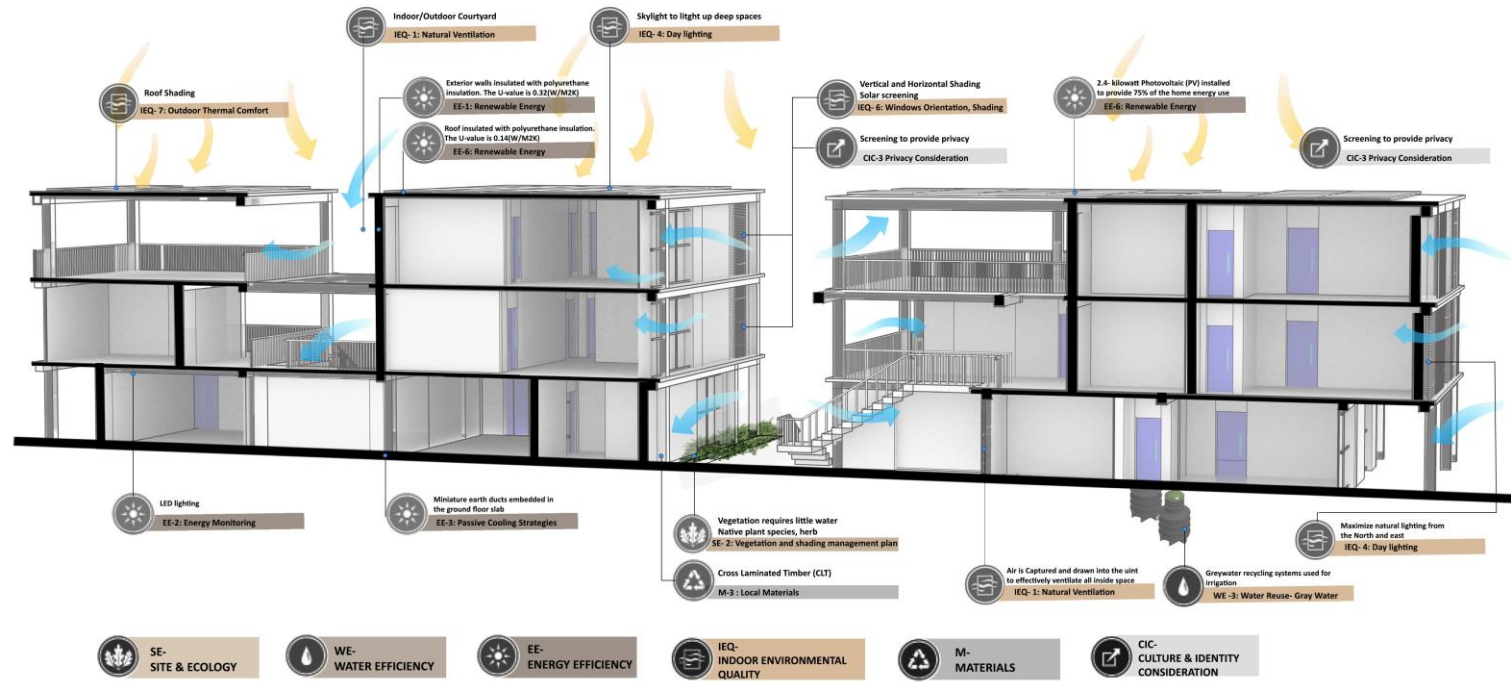 Indoor/Outdoor Courtyard
IEQ- 1: Natural Ventilation
Skylight to litght up deep spaces
IEQ- 4: Day lighting
Roof Shading
IEQ- 7: Outdoor Thermal Comfort
Exterior walls insulated with polyurethane
insulation. The U-value is 0.32(W/M2K)
EE-1: Renewable Energy
Roof insulated with polyurethane insulation.
The U-value is 0.14(W/M2K)
EE-6: Renewable Energy
Vertical and Horizontal Shading
Solar screening
IEQ- 6: Windows Orientation, Shading
Screening to provide privacy
CIC-3 Privacy Consideration
2.4- kilowatt Photovoltaic (PV) installed
to provide 75% of the home energy use
EE-6: Renewable Energy
Screening to provide privacy
CIC-3 Privacy Consideration
LED lighting
EE-2: Energy Monitoring
Miniature earth ducts embedded in
the ground floor slab
EE-3: Passive Cooling Strategies
Vegetation requires little water
Native plant species, herb
SE- 2: Vegetation and shading management plan
Cross Laminated Timber (CLT)
M-3 : Local Materials
Air is Captured and drawn into the uint
to effectively ventilate all inside space
IEQ- 1: Natural Ventilation
Greywater recycling systems used for
irrigation
WE -3: Water Reuse- Gray Water
Maximize natural lighting from
the North and east
IEQ- 4: Day lighting
SE-
SITE & ECOLOGY
WE-
WATER EFFICIENCY
EE-
ENERGY EFFICIENCY
IEQ-
INDOOR ENVIRONMENTAL
QUALITY
M-
MATERIALS
CIC-
CULTURE & IDENTITY
CONSIDERATION